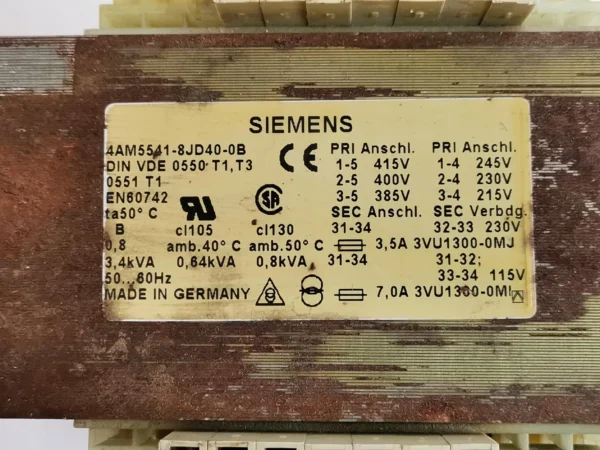 SIEMENS
4AM5541-8JD40-0B
DIN VDE 0550 T1,T3
0551 T1
EN60742
ta50° C
B
0,8
3,4kVA
50...60Hz
MADE IN GERMANY
CE
UR
SA
cl105 cl130
amb.40° C amb.50° C
0,64kVA 0,8kVA
PRI Anschl. PRI Anschl.
1-5 415V 1-4 245V
2-5 400V 2-4 230V
3-5 385V 3-4 215V
SEC Anschl. SEC Verbdg.
31-34 32-33 230V
3,5A 3VU1300-0MJ
31-34 31-32;
33-34 115V
7,0A 3VU1300-0ML